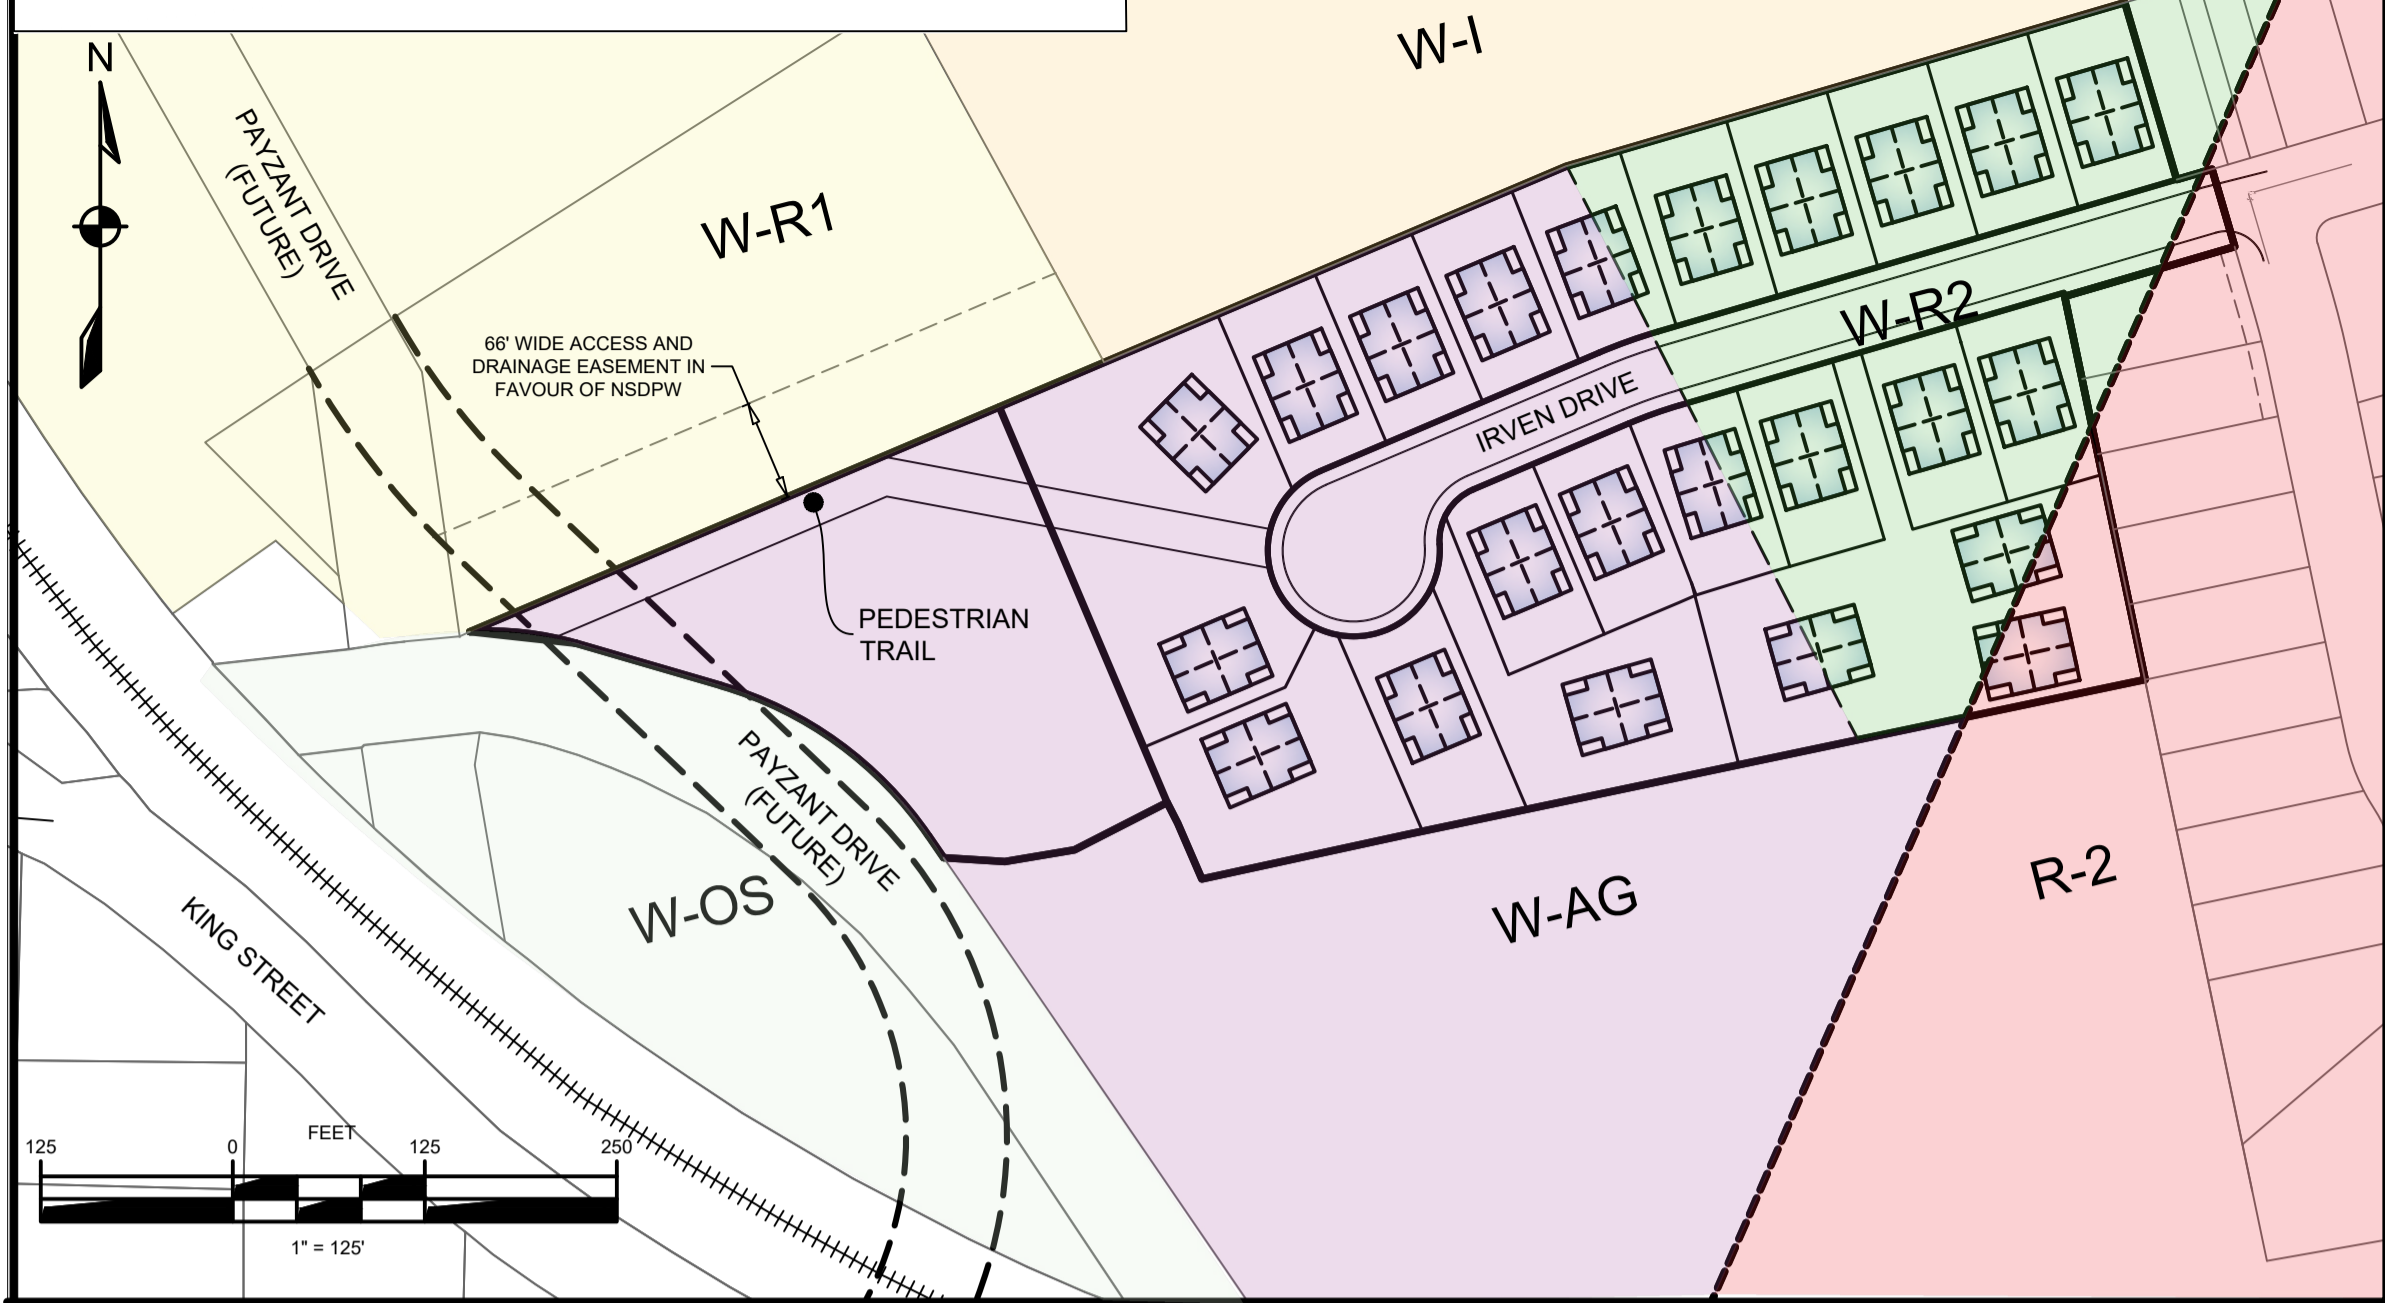 N
W-I
PAYZANT DRIVE
(FUTURE)
W-R1
W-R2
66' WIDE ACCESS AND
DRAINAGE EASEMENT IN
FAVOUR OF NSDPW
IRVEN DRIVE
PEDESTRIAN
TRAIL
PAYZANT DRIVE
(FUTURE)
W-OS
W-AG
R-2
KING STREET
FEET
125 0 125 250
1" = 125'